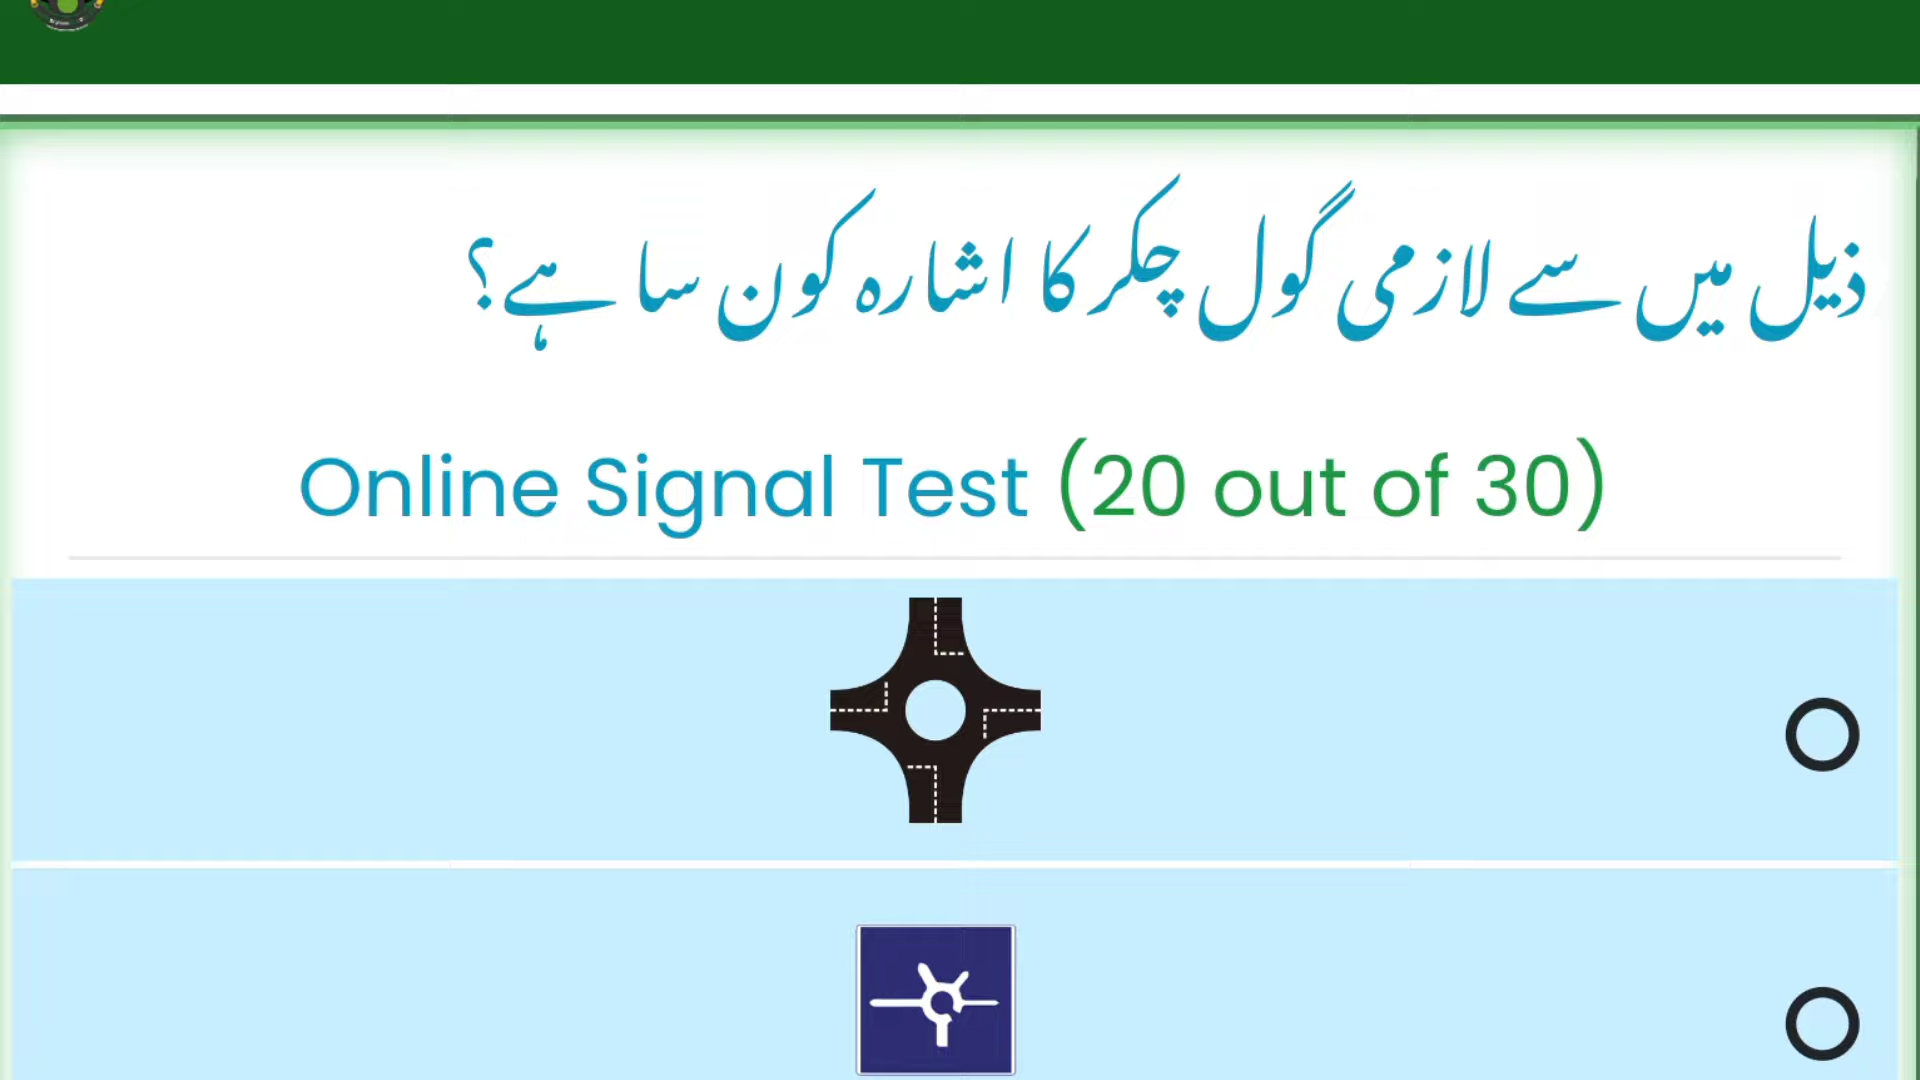 ذیل میں سے لازمی گول چکر کا اشارہ کون سا ہے؟
Online Signal Test (20 out of 30)